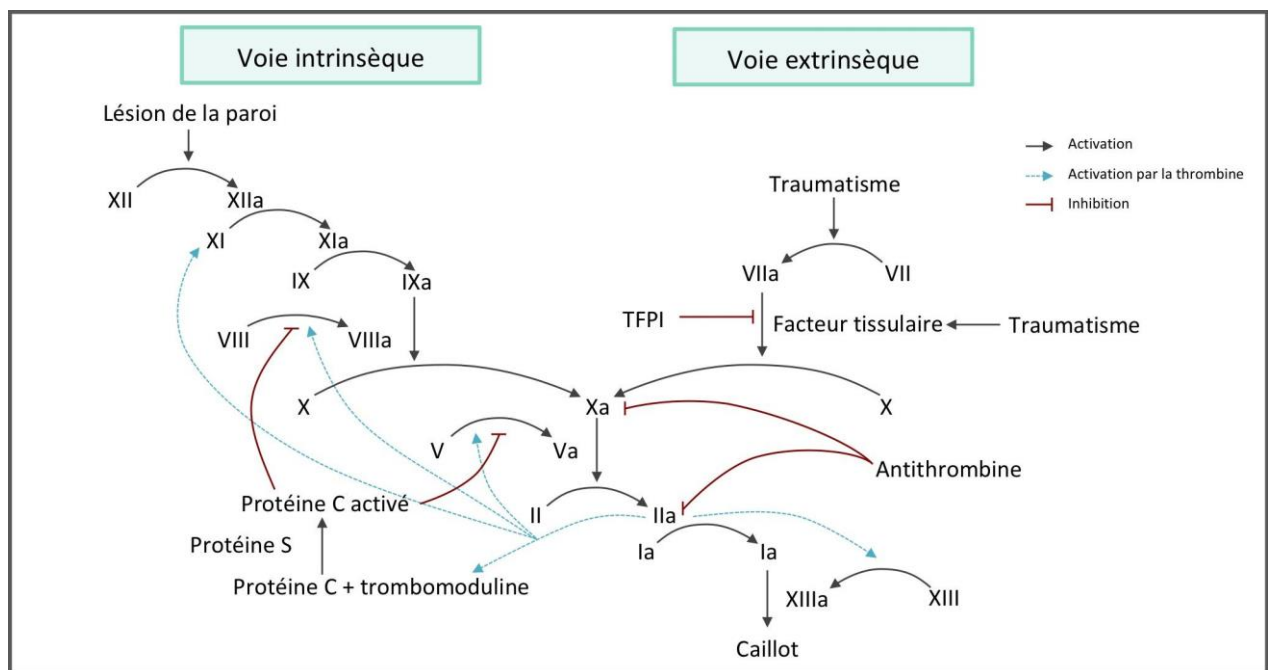 Voie intrinsèque
Voie extrinsèque
Lésion de la paroi
Activation
Activation par la thrombine
Inhibition
Traumatisme
XII
XIIa
XI
XIa
IX
IXa
VIIa
VII
TFPI
Facteur tissulaire
Traumatisme
VIII
VIIIa
X
Xa
X
V
Va
Antithrombine
Protéine C activé
II
IIa
Protéine S
Ia
Ia
Protéine C + trombomoduline
XIIIa
XIII
Caillot